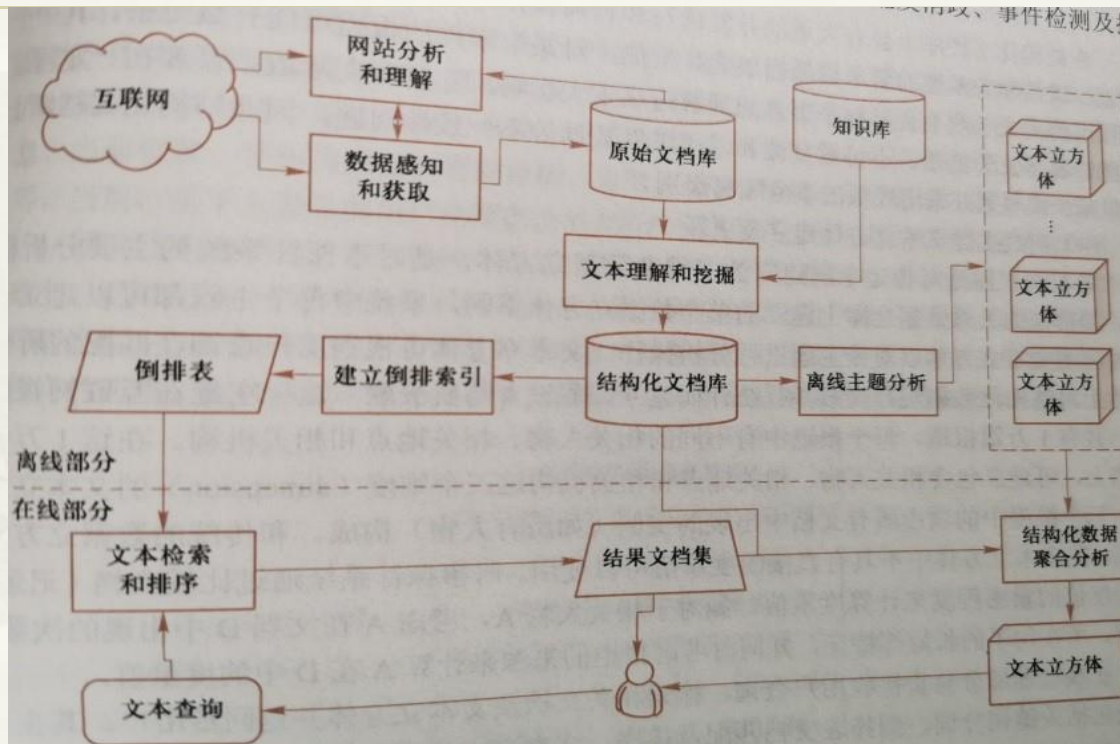 、事件检测及
网站分析
和理解
互联网
数据感知
和获取
原始文档库
知识库
文本立方
体
...
文本理解和挖掘
文本立方
体
倒排表
建立倒排索引
结构化文档库
离线主题分析
文本立方
体
离线部分
在线部分
文本检索
和排序
结果文档集
结构化数据
聚合分析
文本查询
文本立方体